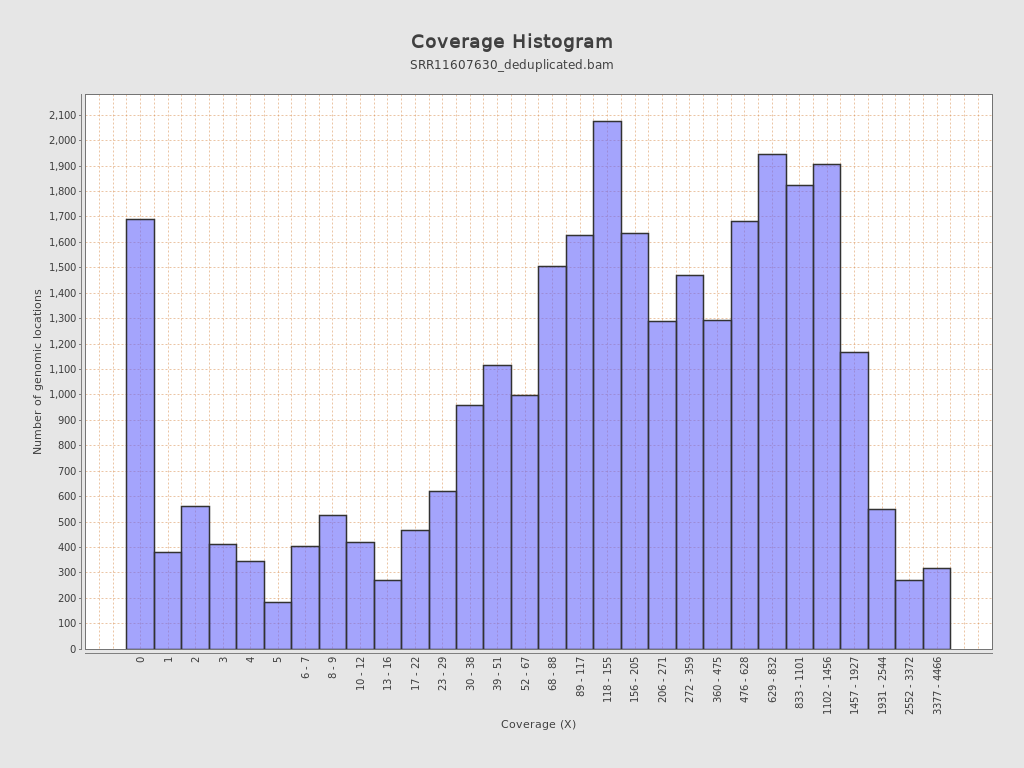 Coverage Histogram
SRR11607630_deduplicated.bam
Number of genomic locations
2,100
2,000
1,900
1,800
1,700
1,600
1,500
1,400
1,300
1,200
1,100
1,000
900
800
700
600
500
400
300
200
100
0
0
1
2
3
4
5
6 - 7
8 - 9
10 - 12
13 - 16
17 - 22
23 - 29
30 - 38
39 - 51
52 - 67
68 - 88
89 - 117
118 - 155
156 - 205
206 - 271
272 - 359
360 - 475
476 - 628
629 - 832
833 - 1101
1102 - 1456
1457 - 1927
1931 - 2544
2552 - 3372
3377 - 4466
Coverage (X)